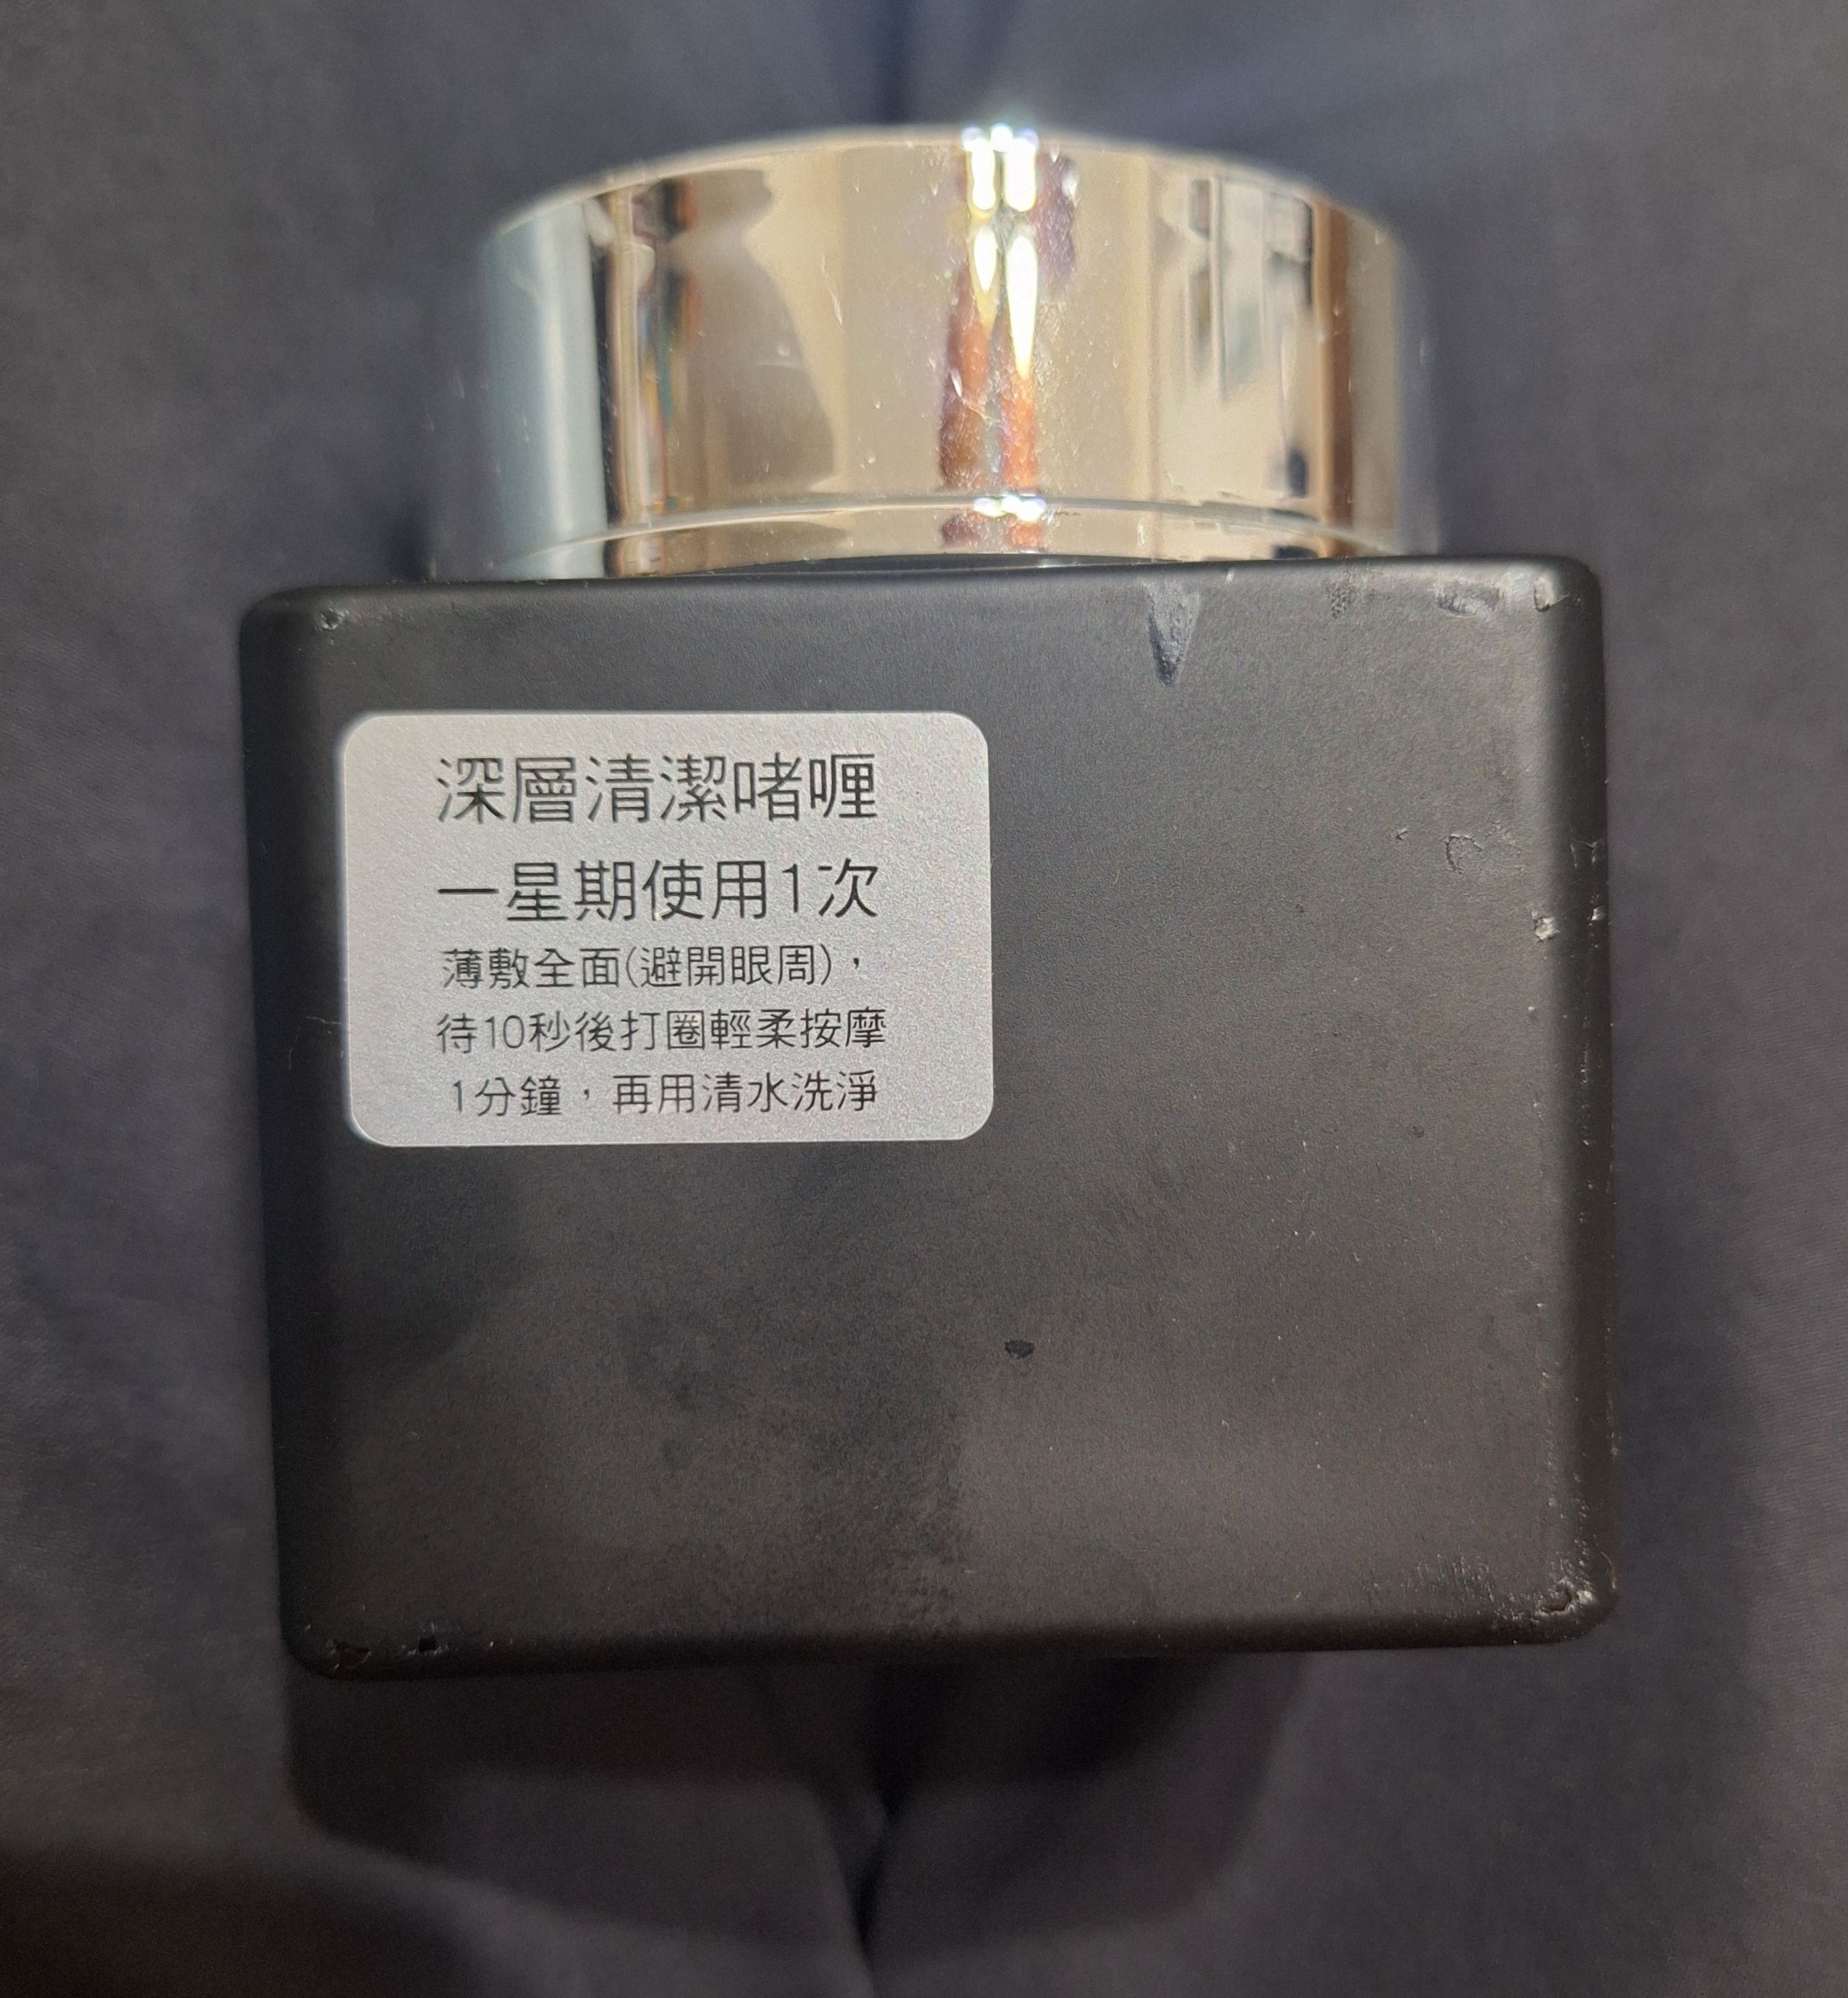 深層清潔啫喱
一星期使用1次
薄敷全面(避開眼周)，
待10秒後打圈輕柔按摩
1分鐘，再用清水洗淨